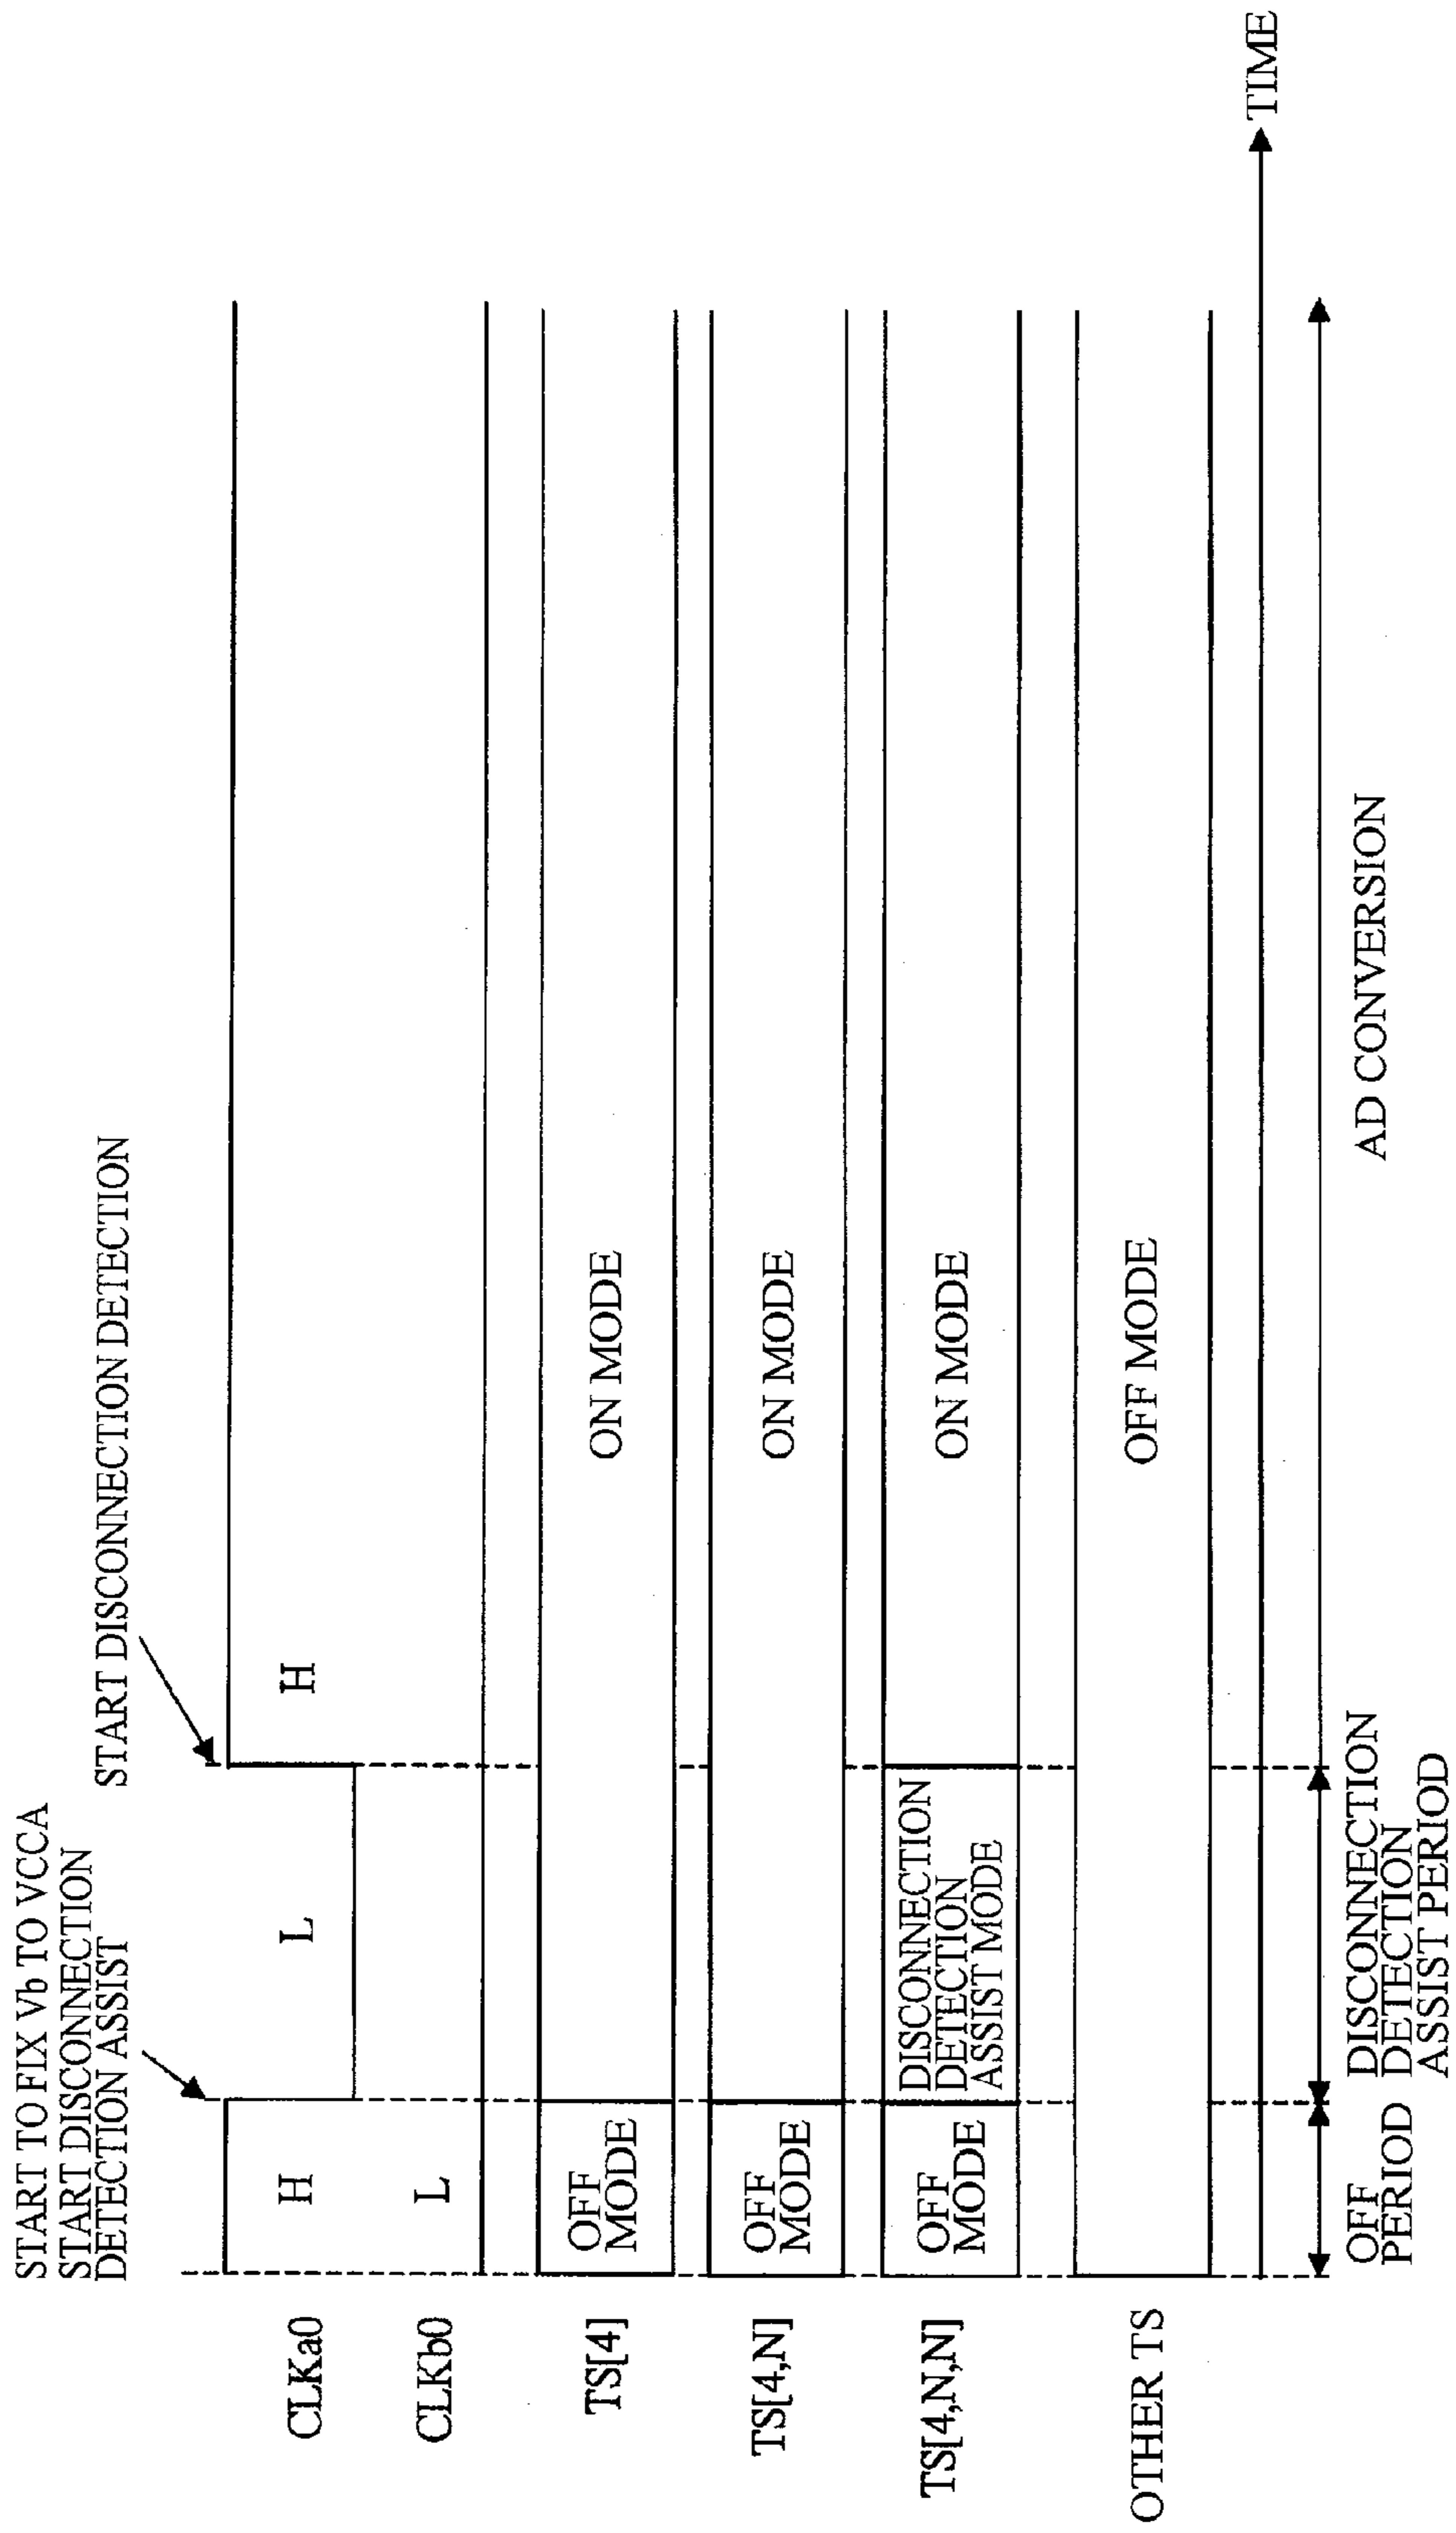 START TO FIX Vb TO VCCA
START DISCONNECTION
DETECTION ASSIST
START DISCONNECTION DETECTION
CLKa0
H
L
H
CLKb0
L
TS[4]
OFF
MODE
ON MODE
TS[4,N]
OFF
MODE
ON MODE
TS[4,N,N]
OFF
MODE
DISCONNECTION
DETECTION
ASSIST MODE
ON MODE
OTHER TS
OFF MODE
TIME
OFF
PERIOD
DISCONNECTION
DETECTION
ASSIST PERIOD
AD CONVERSION